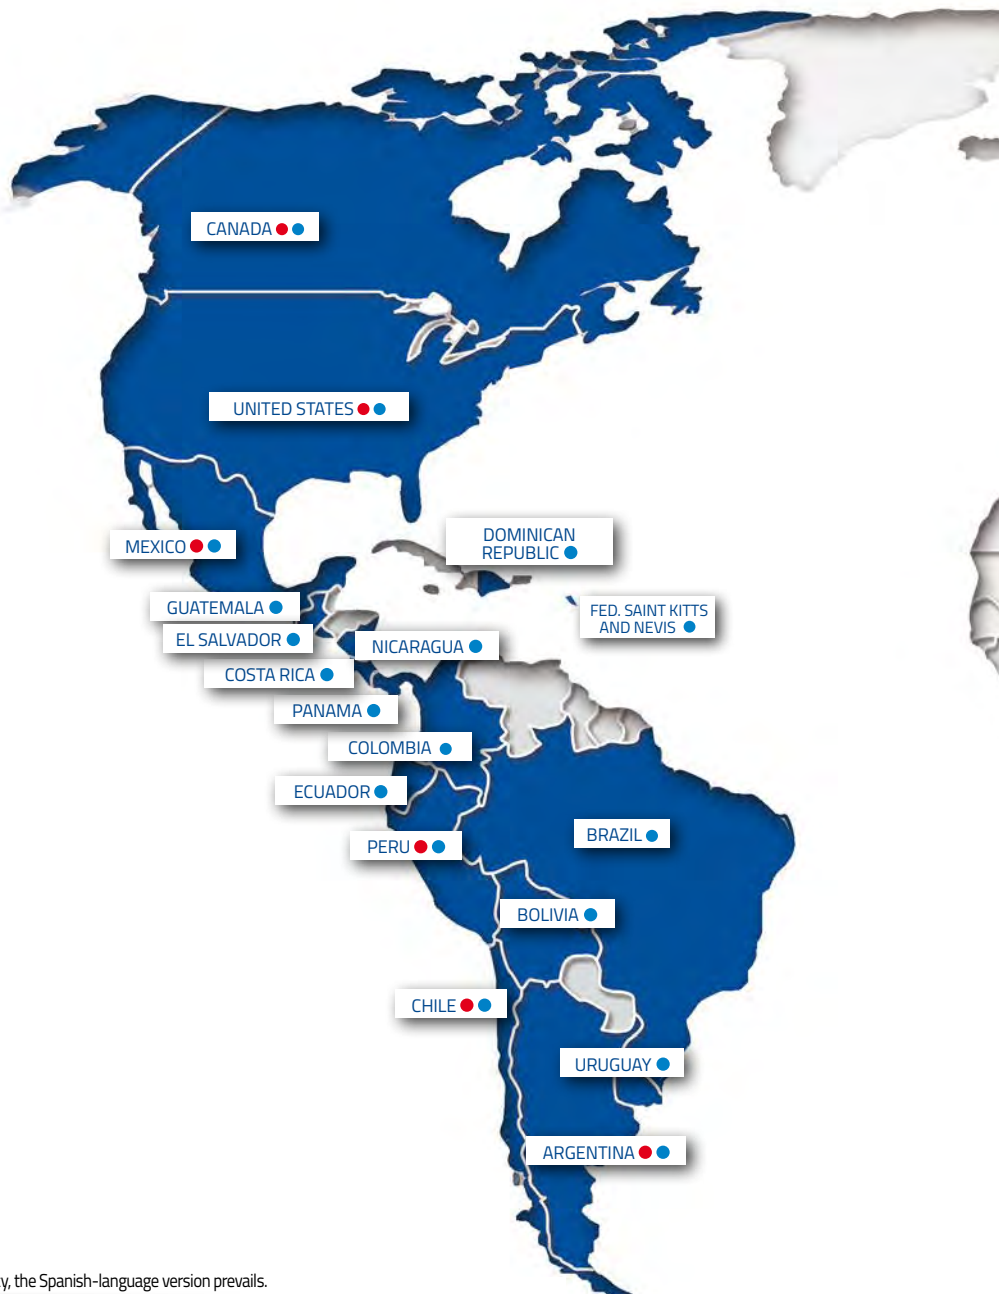 CANADA
UNITED STATES
MEXICO
DOMINICAN
REPUBLIC
GUATEMALA
FED. SAINT KITTS
AND NEVIS
EL SALVADOR
NICARAGUA
COSTA RICA
PANAMA
COLOMBIA
ECUADOR
BRAZIL
PERU
BOLIVIA
CHILE
URUGUAY
ARGENTINA
the Spanish-language version prevails.